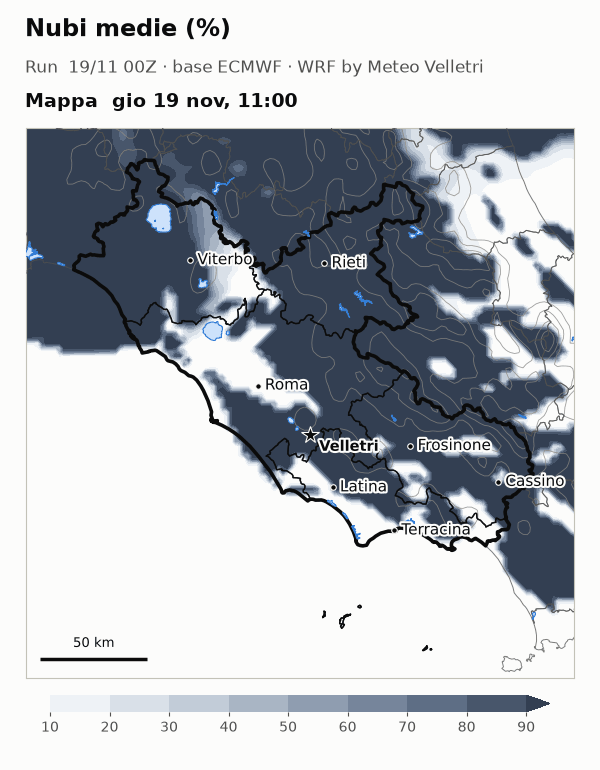 Nubi medie (%)
Run 19/11 00Z · base ECMWF · WRF by Meteo Velletri
Mappa gio 19 nov, 11:00
Viterbo
Rieti
Roma
Velletri
Frosinone
Cassino
Latina
Terracina
50 km
10 20 30 40 50 60 70 80 90